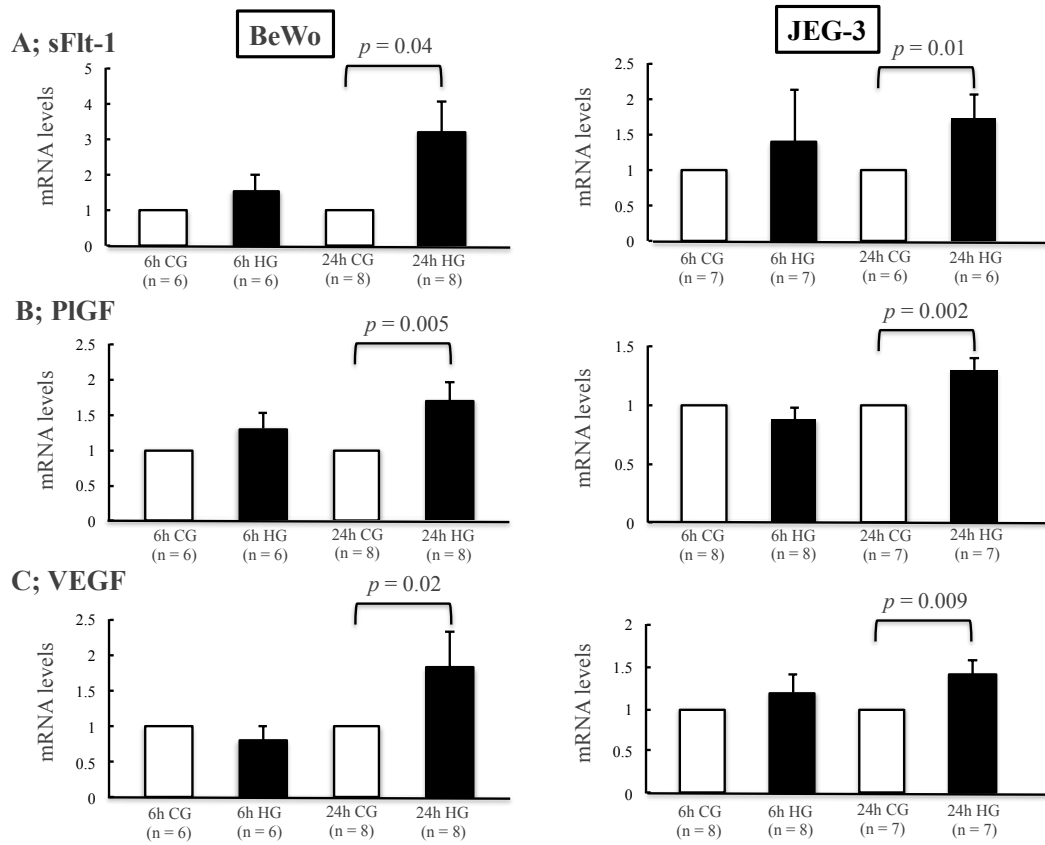 BeWo
JEG-3
A; sFlt-1
p = 0.04
mRNA levels
5
4
3
2
1
0
6h CG
(n = 6)
6h HG
(n = 6)
24h CG
(n = 8)
24h HG
(n = 8)
p = 0.01
mRNA levels
2.5
2
1.5
1
0.5
0
6h CG
(n = 7)
6h HG
(n = 7)
24h CG
(n = 6)
24h HG
(n = 6)
B; PlGF
p = 0.005
mRNA levels
2.5
2
1.5
1
0.5
0
6h CG
(n = 6)
6h HG
(n = 6)
24h CG
(n = 8)
24h HG
(n = 8)
p = 0.002
mRNA levels
1.5
1
0.5
0
6h CG
(n = 8)
6h HG
(n = 8)
24h CG
(n = 7)
24h HG
(n = 7)
C; VEGF
p = 0.02
mRNA levels
2.5
2
1.5
1
0.5
0
6h CG
(n = 6)
6h HG
(n = 6)
24h CG
(n = 8)
24h HG
(n = 8)
p = 0.009
mRNA levels
2
1.5
1
0.5
0
6h CG
(n = 8)
6h HG
(n = 8)
24h CG
(n = 7)
24h HG
(n = 7)